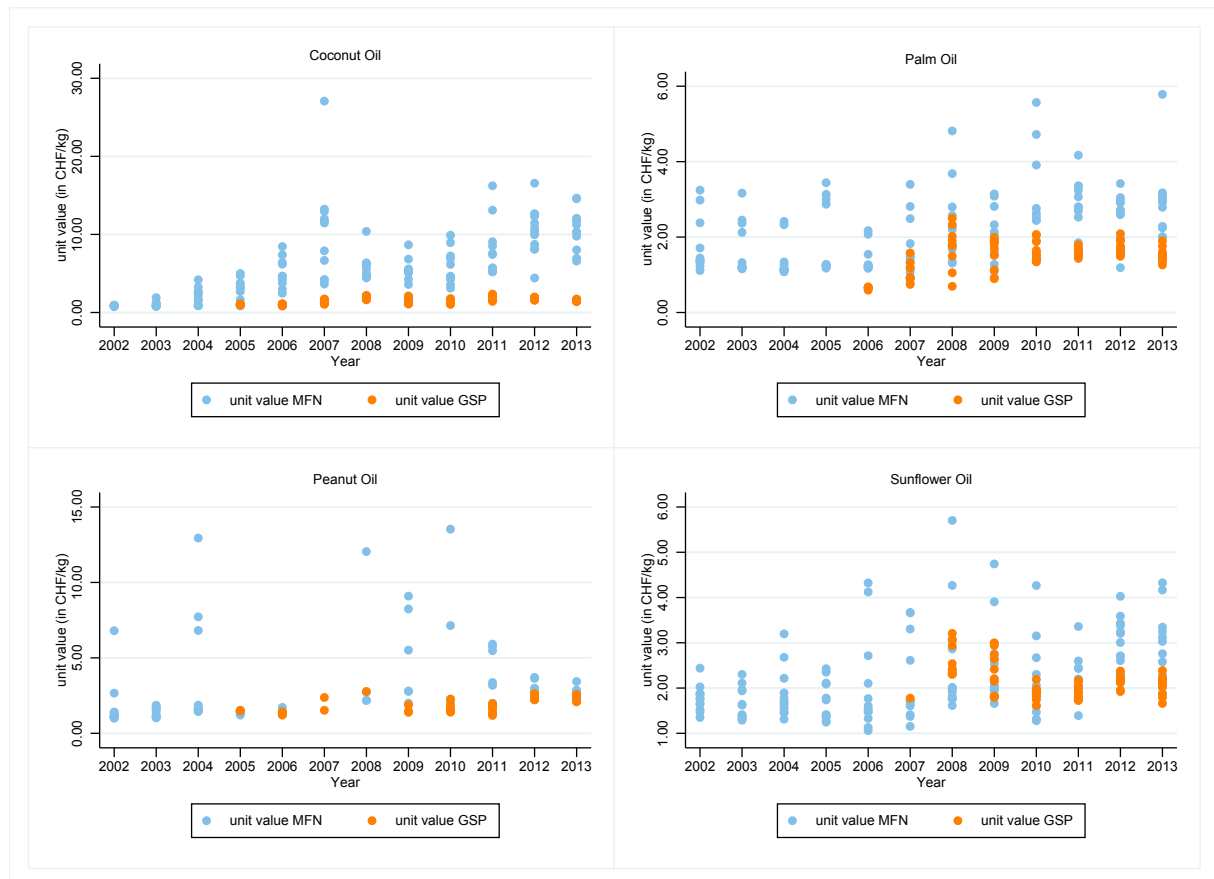 Coconut Oil
unit value (in CHF/kg)
30.00
20.00
10.00
0.00
2002 2003 2004 2005 2006 2007 2008 2009 2010 2011 2012 2013
Year
unit value MFN unit value GSP
Palm Oil
unit value (in CHF/kg)
6.00
4.00
2.00
0.00
2002 2003 2004 2005 2006 2007 2008 2009 2010 2011 2012 2013
Year
unit value MFN unit value GSP
Peanut Oil
unit value (in CHF/kg)
15.00
10.00
5.00
0.00
2002 2003 2004 2005 2006 2007 2008 2009 2010 2011 2012 2013
Year
unit value MFN unit value GSP
Sunflower Oil
unit value (in CHF/kg)
6.00
5.00
4.00
3.00
2.00
1.00
2002 2003 2004 2005 2006 2007 2008 2009 2010 2011 2012 2013
Year
unit value MFN unit value GSP